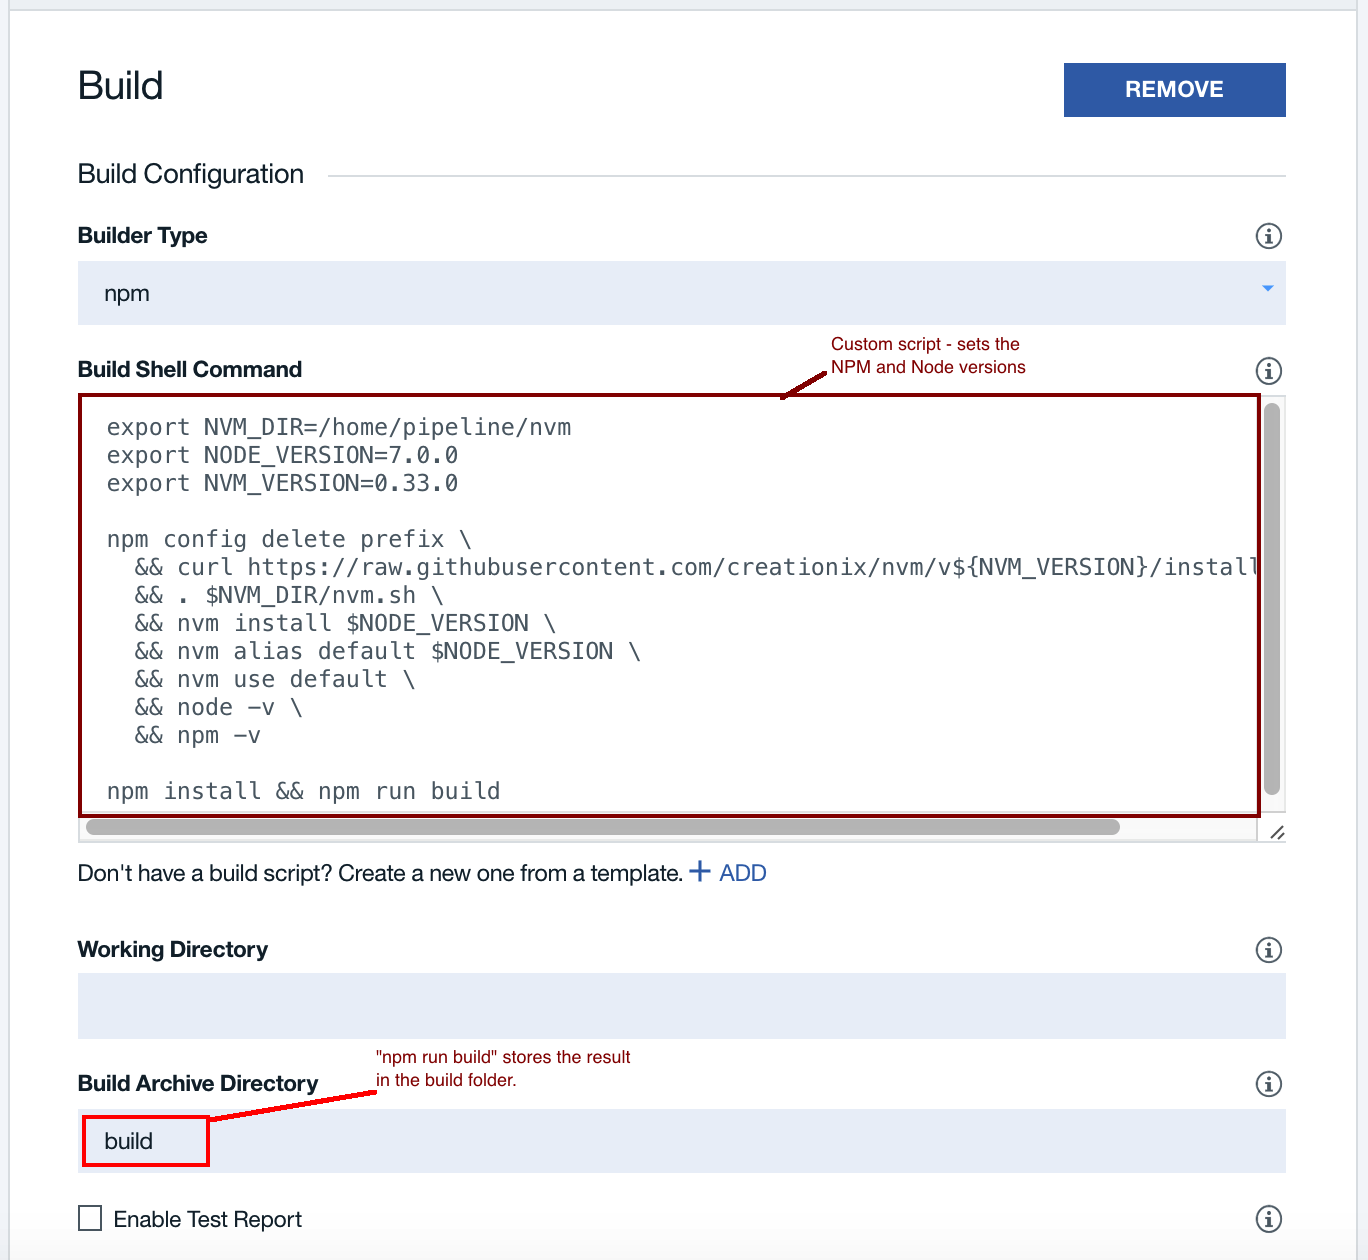 Build
REMOVE
Build Configuration
Builder Type
npm
Custom script - sets the
NPM and Node versions
Build Shell Command
export NVM_DIR=/home/pipeline/nvm
export NODE_VERSION=7.0.0
export NVM_VERSION=0.33.0
npm config delete prefix \
&& curl https://raw.githubusercontent.com/creationix/nvm/v${NVM_VERSION}/install
&& . $NVM_DIR/nvm.sh \
&& nvm install $NODE_VERSION \
&& nvm alias default $NODE_VERSION \
&& nvm use default \
&& node -v \
&& npm -v
npm install && npm run build
Don't have a build script? Create a new one from a template. + ADD
Working Directory
"npm run build" stores the result
in the build folder.
Build Archive Directory
build
Enable Test Report